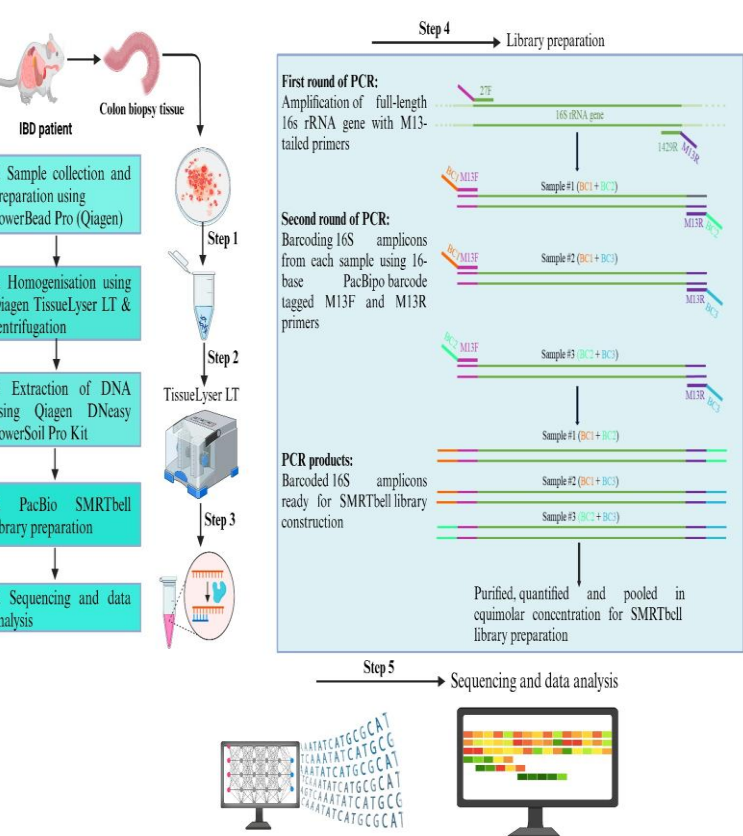 IBD patient
Colon biopsy tissue
Sample collection and
reparation using
owerBead Pro (Qiagen)
Homogenisation using
iagen TissueLyser LT &
entrifugation
Extraction of DNA
sing Qiagen DNeasy
owerSoil Pro Kit
PacBio SMRTbell
ibrary preparation
Sequencing and data
nalysis
Step 1
Step 2
TissueLyser LT
Step 3
Step 4
Library preparation
First round of PCR:
Amplification of full-length
16s rRNA gene with M13-
tailed primers
27F
16S rRNA gene
1429R
M13R
BC1 M13F
Sample #1 (BC1 + BC2)
M13R
BC2
Second round of PCR:
Barcoding 16S amplicons
from each sample using 16-
base PacBipo barcode
tagged M13F and M13R
primers
BC1 M13F
Sample #2 (BC1 + BC3)
M13R
BC3
BC2 M13F
Sample #3 (BC2 + BC3)
M13R
BC3
PCR products:
Barcoded 16S amplicons
ready for SMRTbell library
construction
Sample #1 (BC1 + BC2)
Sample #2 (BC1 + BC3)
Sample #3 (BC2 + BC3)
Purified, quantified and pooled in
equimolar concentration for SMRTbell
library preparation
Step 5
Sequencing and data analysis